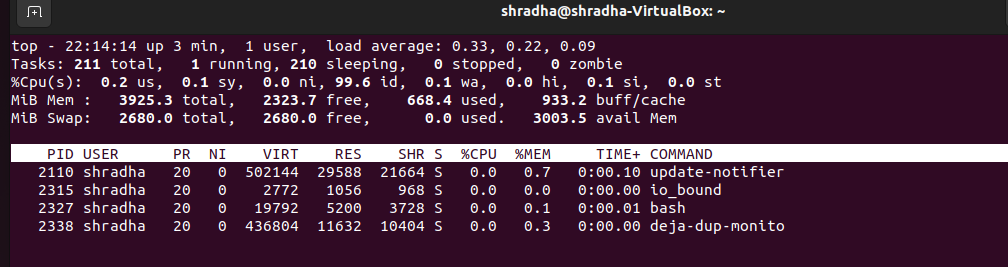 shradha@shradha-VirtualBox: ~
top - 22:14:14 up 3 min,  1 user,  load average: 0.33, 0.22, 0.09
Tasks: 211 total,   1 running, 210 sleeping,   0 stopped,   0 zombie
%Cpu(s):  0.2 us,  0.1 sy,  0.0 ni, 99.6 id,  0.1 wa,  0.0 hi,  0.1 si,  0.0 st
MiB Mem :   3925.3 total,   2323.7 free,    668.4 used,    933.2 buff/cache
MiB Swap:   2680.0 total,   2680.0 free,      0.0 used.   3003.5 avail Mem
PID USER      PR  NI    VIRT    RES    SHR S  %CPU  %MEM     TIME+ COMMAND
2110 shradha   20   0  502144  29588  21664 S   0.0   0.7   0:00.10 update-notifier
2315 shradha   20   0    2772   1056    968 S   0.0   0.0   0:00.00 io_bound
2327 shradha   20   0   19792   5200   3728 S   0.0   0.1   0:00.01 bash
2338 shradha   20   0  436804  11632  10404 S   0.0   0.3   0:00.00 deja-dup-monito